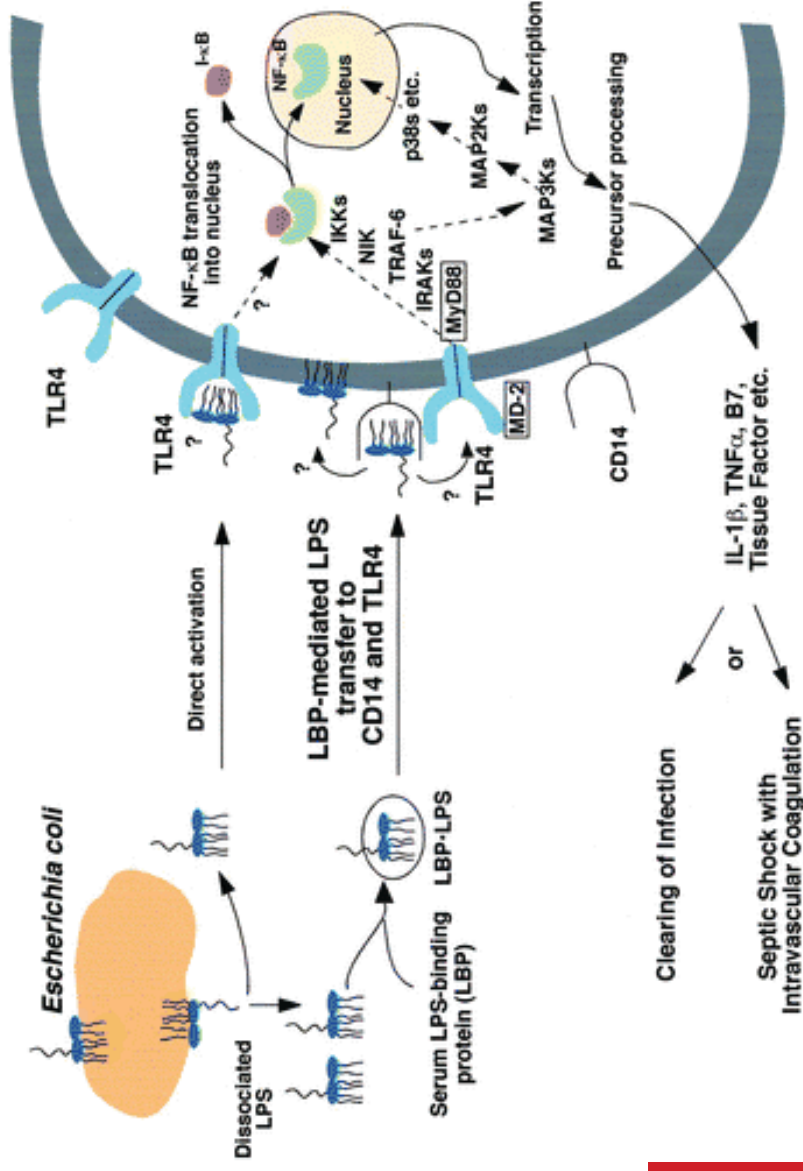 Escherichia coli
Dissociated
LPS
Serum LPS-binding
protein (LBP)
LBP-LPS
Direct activation
LBP-mediated LPS
transfer to
CD14 and TLR4
TLR4
TLR4
?
?
?
TLR4
MD-2
MyD88
CD14
NF-κB translocation
into nucleus
?
I-κB
NF-κB
Nucleus
IKKs
NIK
TRAF-6
IRAKs
p38s etc.
MAP2Ks
MAP3Ks
Transcription
Precursor processing
IL-1β, TNFα, B7,
Tissue Factor etc.
Clearing of Infection
or
Septic Shock with
Intravascular Coagulation